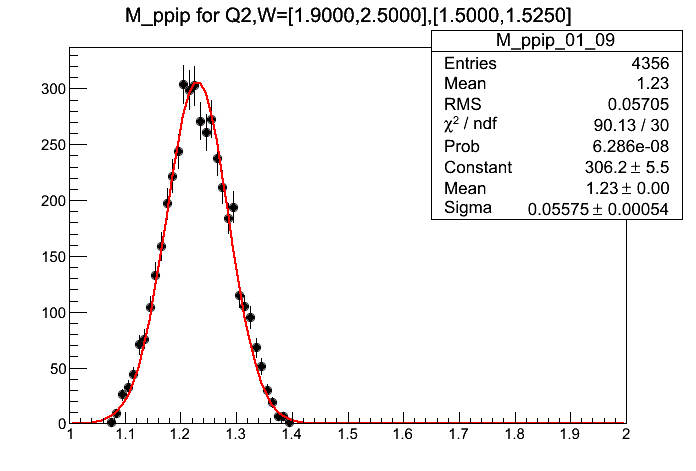 M_ppip for Q2,W=[1.9000,2.5000],[1.5000,1.5250]
M_ppip_01_09
Entries 4356
Mean 1.23
RMS 0.05705
χ² / ndf 90.13 / 30
Prob 6.286e-08
Constant 306.2 ± 5.5
Mean 1.23 ± 0.00
Sigma 0.05575 ± 0.00054
300
250
200
150
100
50
0
1 1.1 1.2 1.3 1.4 1.5 1.6 1.7 1.8 1.9 2